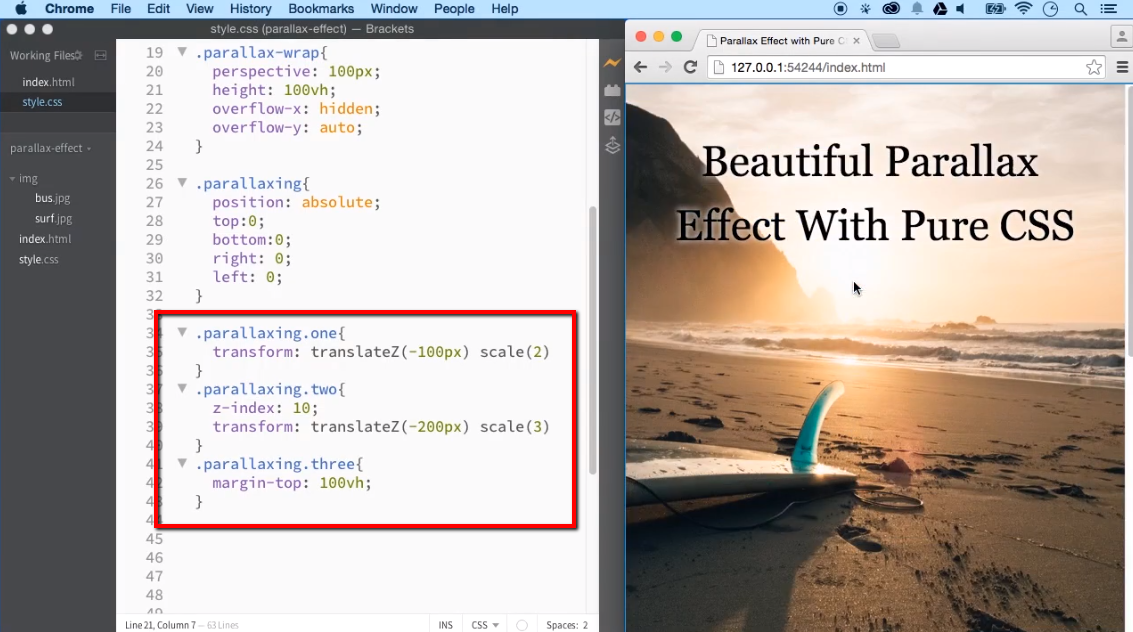 Chrome File Edit View History Bookmarks Window People Help
style.css (parallax-effect) — Brackets
Working Files
index.html
style.css
parallax-effect
img
bus.jpg
surf.jpg
index.html
style.css
19 .parallax-wrap{
20 perspective: 100px;
21 height: 100vh;
22 overflow-x: hidden;
23 overflow-y: auto;
24 }
25
26 .parallaxing{
27 position: absolute;
28 top:0;
29 bottom:0;
30 right: 0;
31 left: 0;
32 }
33
34 .parallaxing.one{
35 transform: translateZ(-100px) scale(2)
36 }
37 .parallaxing.two{
38 z-index: 10;
39 transform: translateZ(-200px) scale(3)
40 }
41 .parallaxing.three{
42 margin-top: 100vh;
43 }
44
45
46
47
48
49
Line 21, Column 7 — 63 Lines
INS CSS Spaces: 2
Parallax Effect with Pure C
127.0.0.1:54244/index.html
Beautiful Parallax
Effect With Pure CSS